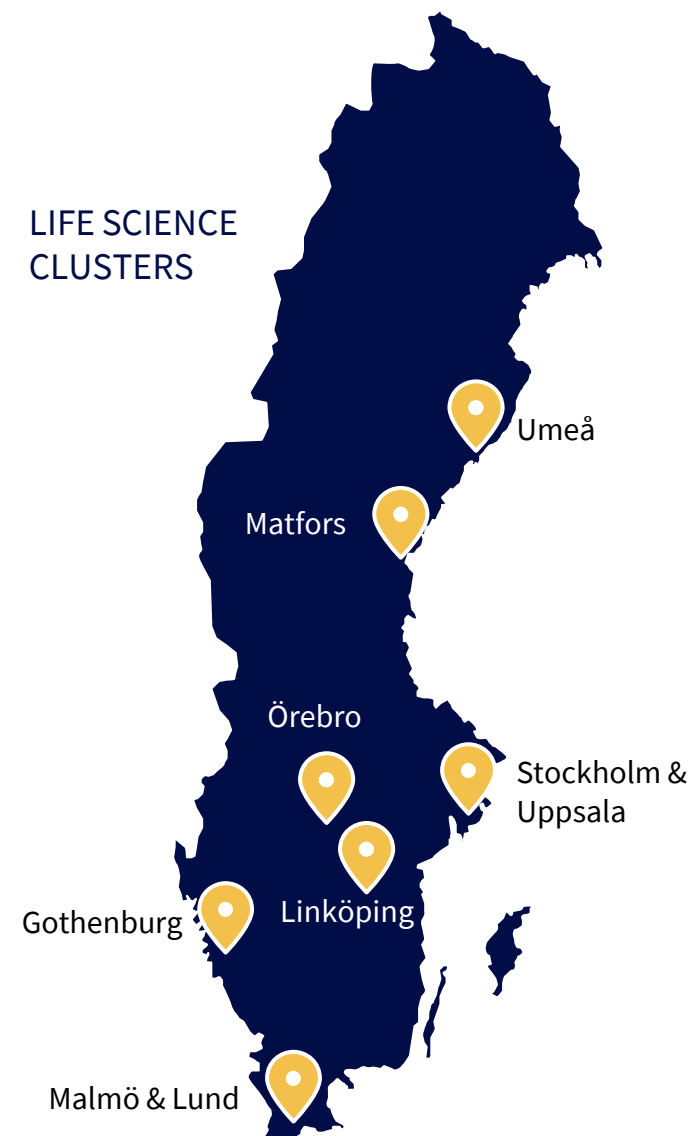 LIFE SCIENCE
CLUSTERS
Umeå
Matfors
Örebro
Stockholm &
Uppsala
Linköping
Gothenburg
Malmö & Lund